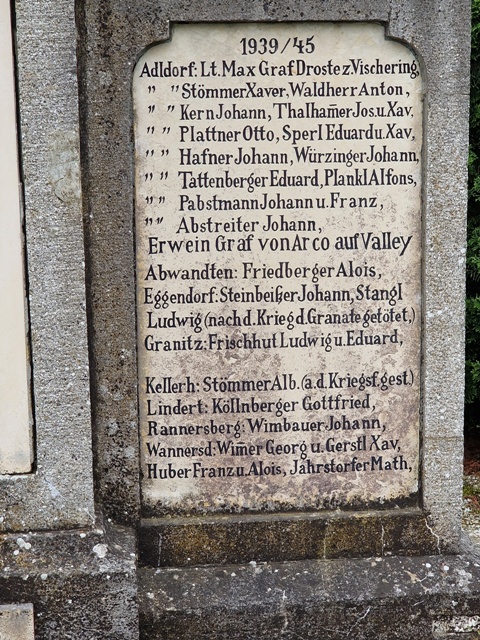 1939/45
Adldorf: Lt. Max Graf Droste z. Vischering,
" " Stömmer Xaver, Waldherr Anton,
" " Kern Johann, Thalham̄er Jos. u. Xav.
" " Plattner Otto, Sperl Eduard u. Xav,
" " Hafner Johann, Würzinger Johann,
" " Tattenberger Eduard, Plankl Alfons,
" " Pabstmann Johann u. Franz,
" " Abstreiter Johann,
Erwein Graf von Arco auf Valley
Abwandten: Friedberger Alois,
Eggendorf: Steinbeißer Johann, Stangl
Ludwig (nach d. Krieg d. Granate getötet,)
Granitz: Frischhut Ludwig u. Eduard,
Kellerh: Stömmer Alb. (a. d. Kriegsf. gest.)
Lindert: Köllnberger Gottfried,
Rannersberg: Wimbauer Johann,
Wannersd: Wimer Georg u. Gerstl Xav,
Huber Franz u. Alois, Jahrstorfer Math,